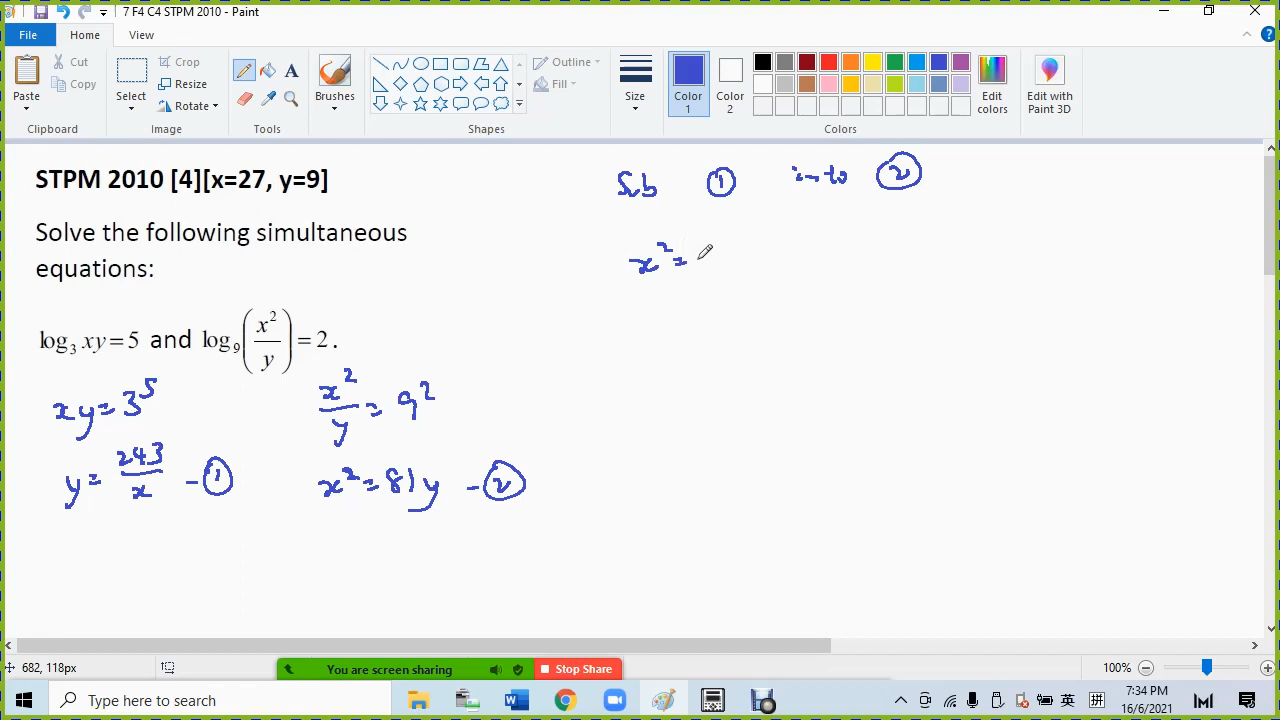 7 F4 C4 STPM 2010 - Paint
File Home View
Paste
Cut
Copy
Clipboard
Select
Crop
Resize
Rotate
Image
A
Tools
Brushes
Outline
Fill
Shapes
Size
Color 1
Color 2
Edit colors
Colors
Edit with Paint 3D
STPM 2010 [4][x=27, y=9]
Solve the following simultaneous
equations:
log₃ xy = 5 and log₉(x²/y) = 2.
xy = 3⁵
y = 243/x - ①
x²/y = 9²
x² = 81y - ②
Sub ① into ②
x² =
682, 118px
You are screen sharing
Stop Share
100%
Type here to search
英
拼
7:34 PM
16/6/2021